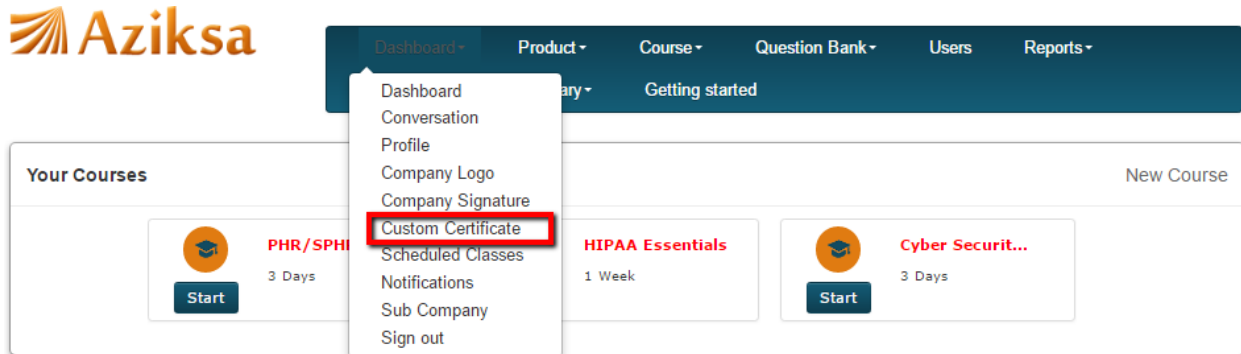 Aziksa
Dashboard Product Course Question Bank Users Reports
ary Getting started
Dashboard
Conversation
Profile
Company Logo
Company Signature
Custom Certificate
Scheduled Classes
Notifications
Sub Company
Sign out
Your Courses New Course
PHR/SPH
3 Days
Start
HIPAA Essentials
1 Week
Cyber Securit...
3 Days
Start